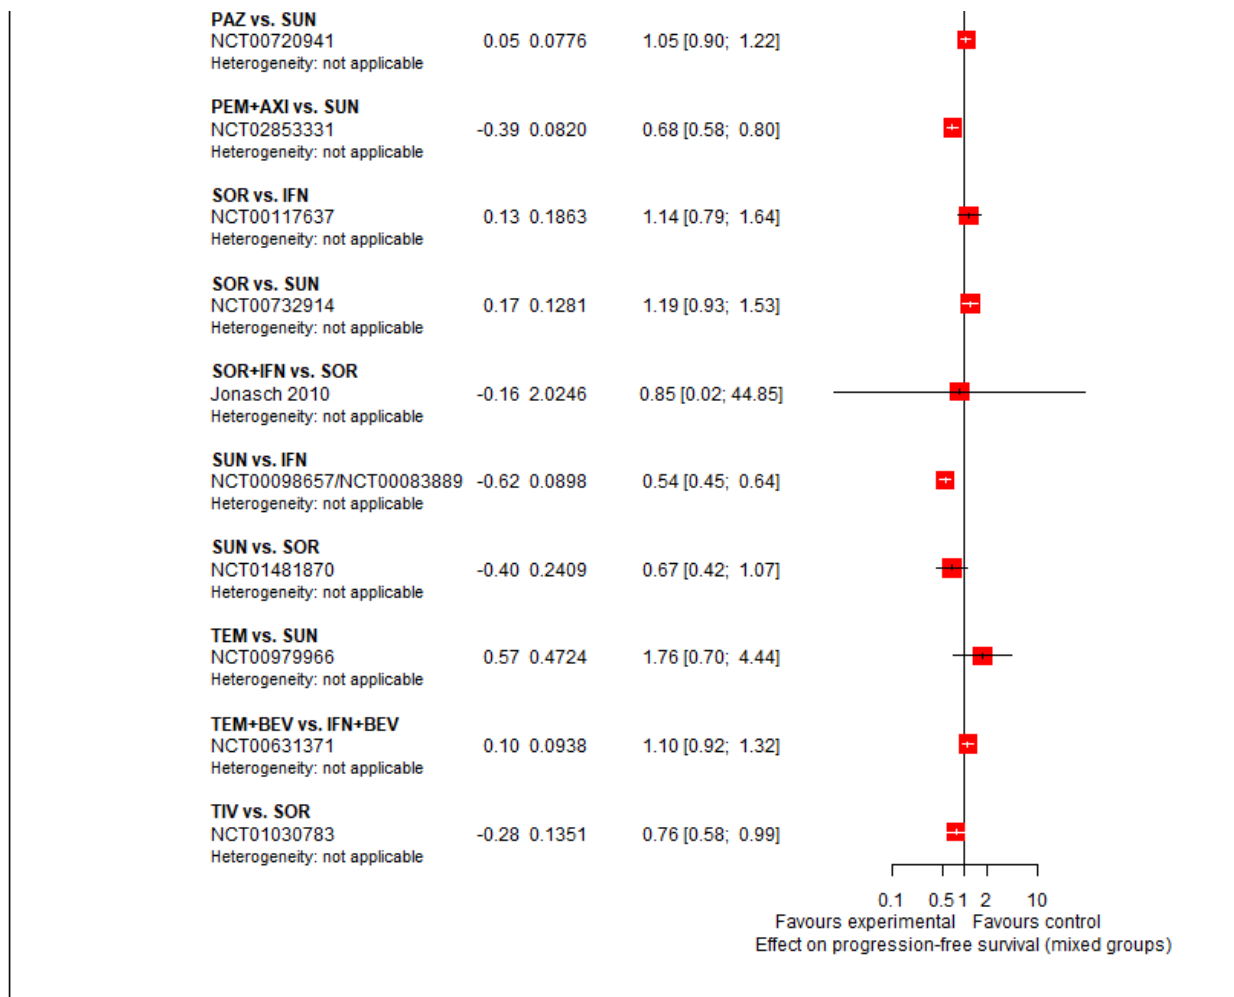 PAZ vs. SUN
NCT00720941 0.05 0.0776 1.05 [0.90; 1.22]
Heterogeneity: not applicable
PEM+AXI vs. SUN
NCT02853331 -0.39 0.0820 0.68 [0.58; 0.80]
Heterogeneity: not applicable
SOR vs. IFN
NCT00117637 0.13 0.1863 1.14 [0.79; 1.64]
Heterogeneity: not applicable
SOR vs. SUN
NCT00732914 0.17 0.1281 1.19 [0.93; 1.53]
Heterogeneity: not applicable
SOR+IFN vs. SOR
Jonasch 2010 -0.16 2.0246 0.85 [0.02; 44.85]
Heterogeneity: not applicable
SUN vs. IFN
NCT00098657/NCT00083889 -0.62 0.0898 0.54 [0.45; 0.64]
Heterogeneity: not applicable
SUN vs. SOR
NCT01481870 -0.40 0.2409 0.67 [0.42; 1.07]
Heterogeneity: not applicable
TEM vs. SUN
NCT00979966 0.57 0.4724 1.76 [0.70; 4.44]
Heterogeneity: not applicable
TEM+BEV vs. IFN+BEV
NCT00631371 0.10 0.0938 1.10 [0.92; 1.32]
Heterogeneity: not applicable
TIV vs. SOR
NCT01030783 -0.28 0.1351 0.76 [0.58; 0.99]
Heterogeneity: not applicable
0.1 0.5 1 2 10
Favours experimental Favours control
Effect on progression-free survival (mixed groups)